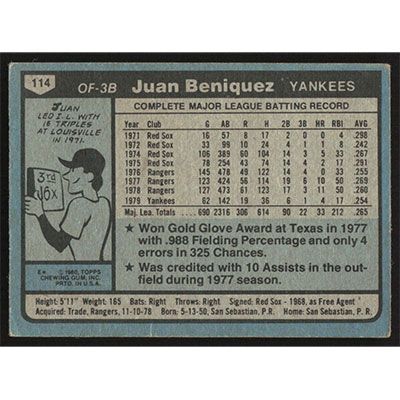 114 OF-3B Juan Beniquez YANKEES
JUAN
LED I.L. WITH
16 TRIPLES
AT LOUISVILLE
IN 1971.
3rd
Sox
COMPLETE MAJOR LEAGUE BATTING RECORD
Year Club G AB R H 2B 3B HR RBI AVG.
1971 Red Sox 16 57 8 17 2 0 0 4 .298
1972 Red Sox 33 99 10 24 4 1 1 8 .242
1974 Red Sox 106 389 60 104 14 3 5 33 .267
1975 Red Sox 78 254 43 74 14 4 2 17 .291
1976 Rangers 145 478 49 122 14 4 0 33 .255
1977 Rangers 123 424 56 114 19 6 10 50 .269
1978 Rangers 127 473 61 123 17 3 11 50 .260
1979 Yankees 62 142 19 36 6 1 4 17 .254
Maj. Lea. Totals 690 2316 306 614 90 22 33 212 .265
★ Won Gold Glove Award at Texas in 1977
with .988 Fielding Percentage and only 4
errors in 325 Chances.
★ Was credited with 10 Assists in the out-
field during 1977 season.
E★ © 1980, TOPPS
CHEWING GUM, INC.
PRTD. IN U.S.A.
Height: 5'11" Weight: 165 Bats: Right Throws: Right Signed: Red Sox - 1968, as Free Agent
Acquired: Trade, Rangers, 11-10-78 Born: 5-13-50, San Sebastian, P.R. Home: San Sebastian, P.R.